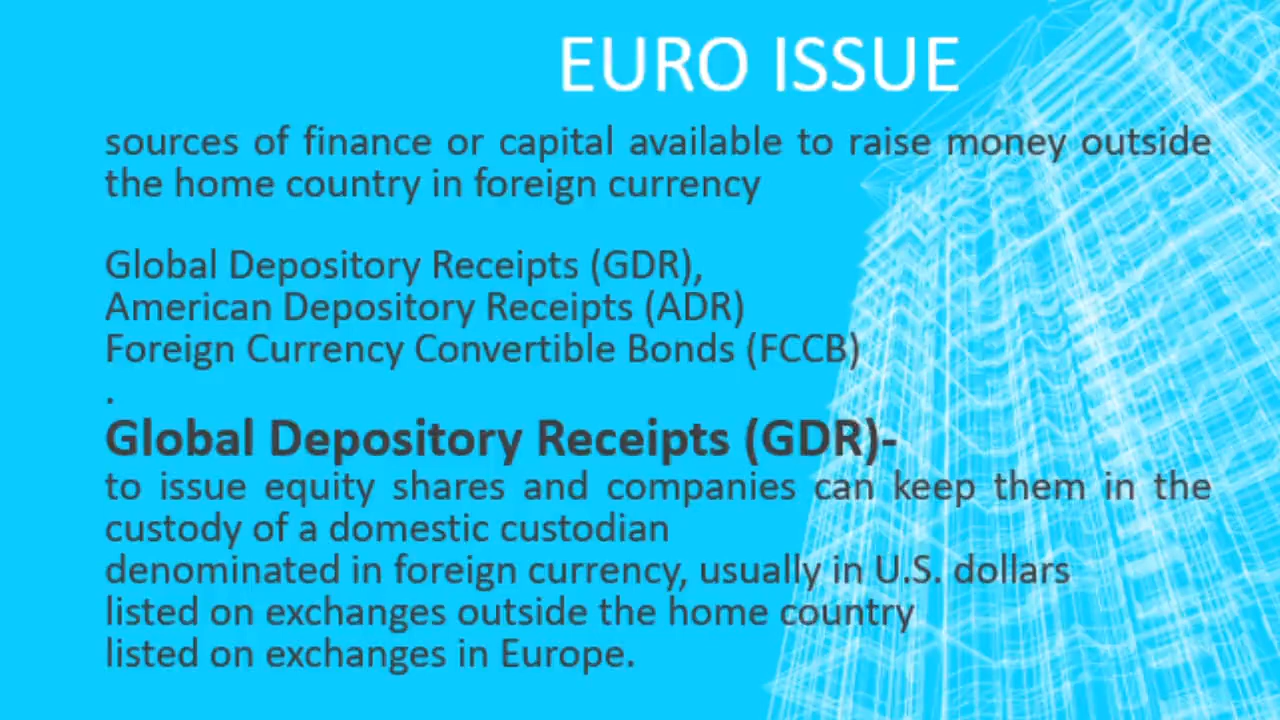 EURO ISSUE
sources of finance or capital available to raise money outside
the home country in foreign currency
Global Depository Receipts (GDR),
American Depository Receipts (ADR)
Foreign Currency Convertible Bonds (FCCB)
.
Global Depository Receipts (GDR)-
to issue equity shares and companies can keep them in the
custody of a domestic custodian
denominated in foreign currency, usually in U.S. dollars
listed on exchanges outside the home country
listed on exchanges in Europe.